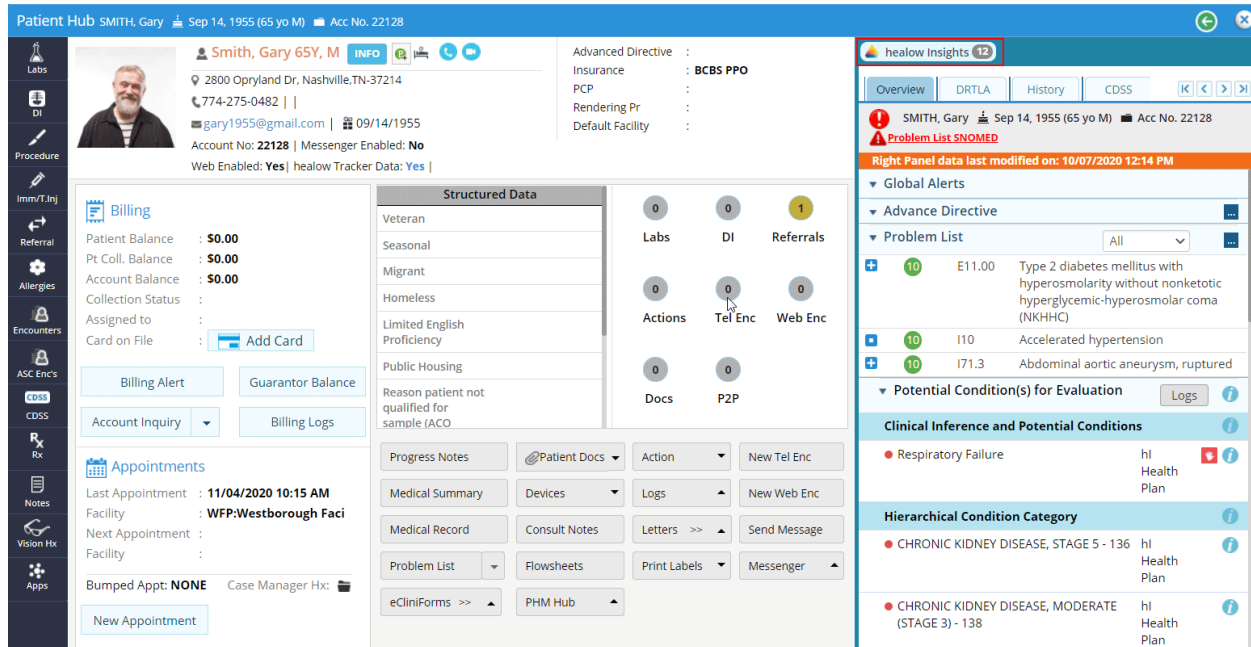 Patient Hub SMITH, Gary Sep 14, 1955 (65 yo M) Acc No. 22128
Labs
DI
Procedure
Imm/T.Inj
Referral
Allergies
Encounters
ASC Enc's
CDSS
CDSS
Rx
Rx
Notes
Vision Hx
Apps
Smith, Gary 65Y, M INFO
2800 Opryland Dr, Nashville,TN-37214
774-275-0482 | |
gary1955@gmail.com | 09/14/1955
Account No: 22128 | Messenger Enabled: No
Web Enabled: Yes| healow Tracker Data: Yes |
Advanced Directive :
Insurance : BCBS PPO
PCP :
Rendering Pr :
Default Facility :
Billing
Patient Balance : $0.00
Pt Coll. Balance : $0.00
Account Balance : $0.00
Collection Status :
Assigned to :
Card on File : Add Card
Billing Alert Guarantor Balance
Account Inquiry Billing Logs
Appointments
Last Appointment : 11/04/2020 10:15 AM
Facility : WFP:Westborough Faci
Next Appointment :
Facility :
Bumped Appt: NONE Case Manager Hx:
New Appointment
Structured Data
Veteran
Seasonal
Migrant
Homeless
Limited English
Proficiency
Public Housing
Reason patient not
qualified for
sample (ACO
0 0 1
Labs DI Referrals
0 0 0
Actions Tel Enc Web Enc
0 0
Docs P2P
Progress Notes Patient Docs Action New Tel Enc
Medical Summary Devices Logs New Web Enc
Medical Record Consult Notes Letters >> Send Message
Problem List Flowsheets Print Labels Messenger
eCliniForms >> PHM Hub
healow Insights 12
Overview DRTLA History CDSS
SMITH, Gary Sep 14, 1955 (65 yo M) Acc No. 22128
Problem List SNOMED
Right Panel data last modified on: 10/07/2020 12:14 PM
Global Alerts
Advance Directive ...
Problem List All ...
10 E11.00 Type 2 diabetes mellitus with
hyperosmolarity without nonketotic
hyperglycemic-hyperosmolar coma
(NKHHC)
10 I10 Accelerated hypertension
10 I71.3 Abdominal aortic aneurysm, ruptured
Potential Condition(s) for Evaluation Logs i
Clinical Inference and Potential Conditions i
Respiratory Failure hI i
Health
Plan
Hierarchical Condition Category i
CHRONIC KIDNEY DISEASE, STAGE 5 - 136 hI i
Health
Plan
CHRONIC KIDNEY DISEASE, MODERATE hI i
(STAGE 3) - 138 Health
Plan